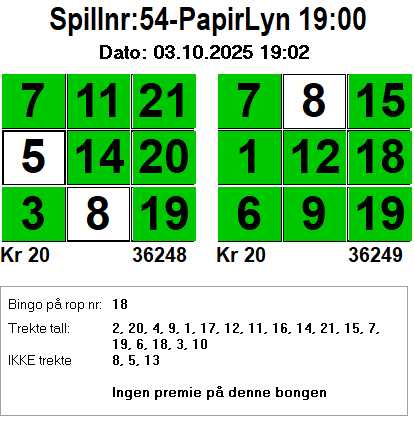 Spillnr:54-PapirLyn 19:00
Dato: 03.10.2025 19:02
7 11 21
5 14 20
3 8 19
Kr 20 36248
7 8 15
1 12 18
6 9 19
Kr 20 36249
Bingo på rop nr: 18
Trekte tall: 2, 20, 4, 9, 1, 17, 12, 11, 16, 14, 21, 15, 7,
19, 6, 18, 3, 10
IKKE trekte 8, 5, 13
Ingen premie på denne bongen